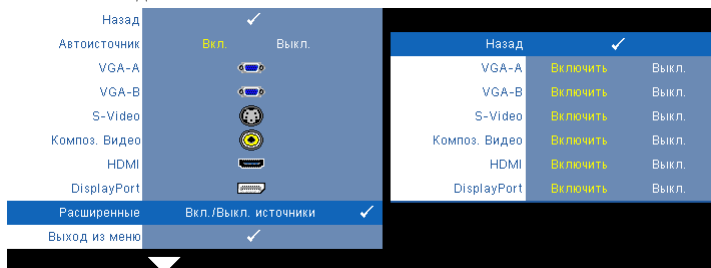 Назад
Автоисточник Вкл. Выкл.
VGA-A
VGA-B
S-Video
Композ. Видео
HDMI
DisplayPort
Расширенные Вкл./Выкл. источники
Выход из меню
Назад
VGA-A Включить Выкл.
VGA-B Включить Выкл.
S-Video Включить Выкл.
Композ. Видео Включить Выкл.
HDMI Включить Выкл.
DisplayPort Включить Выкл.